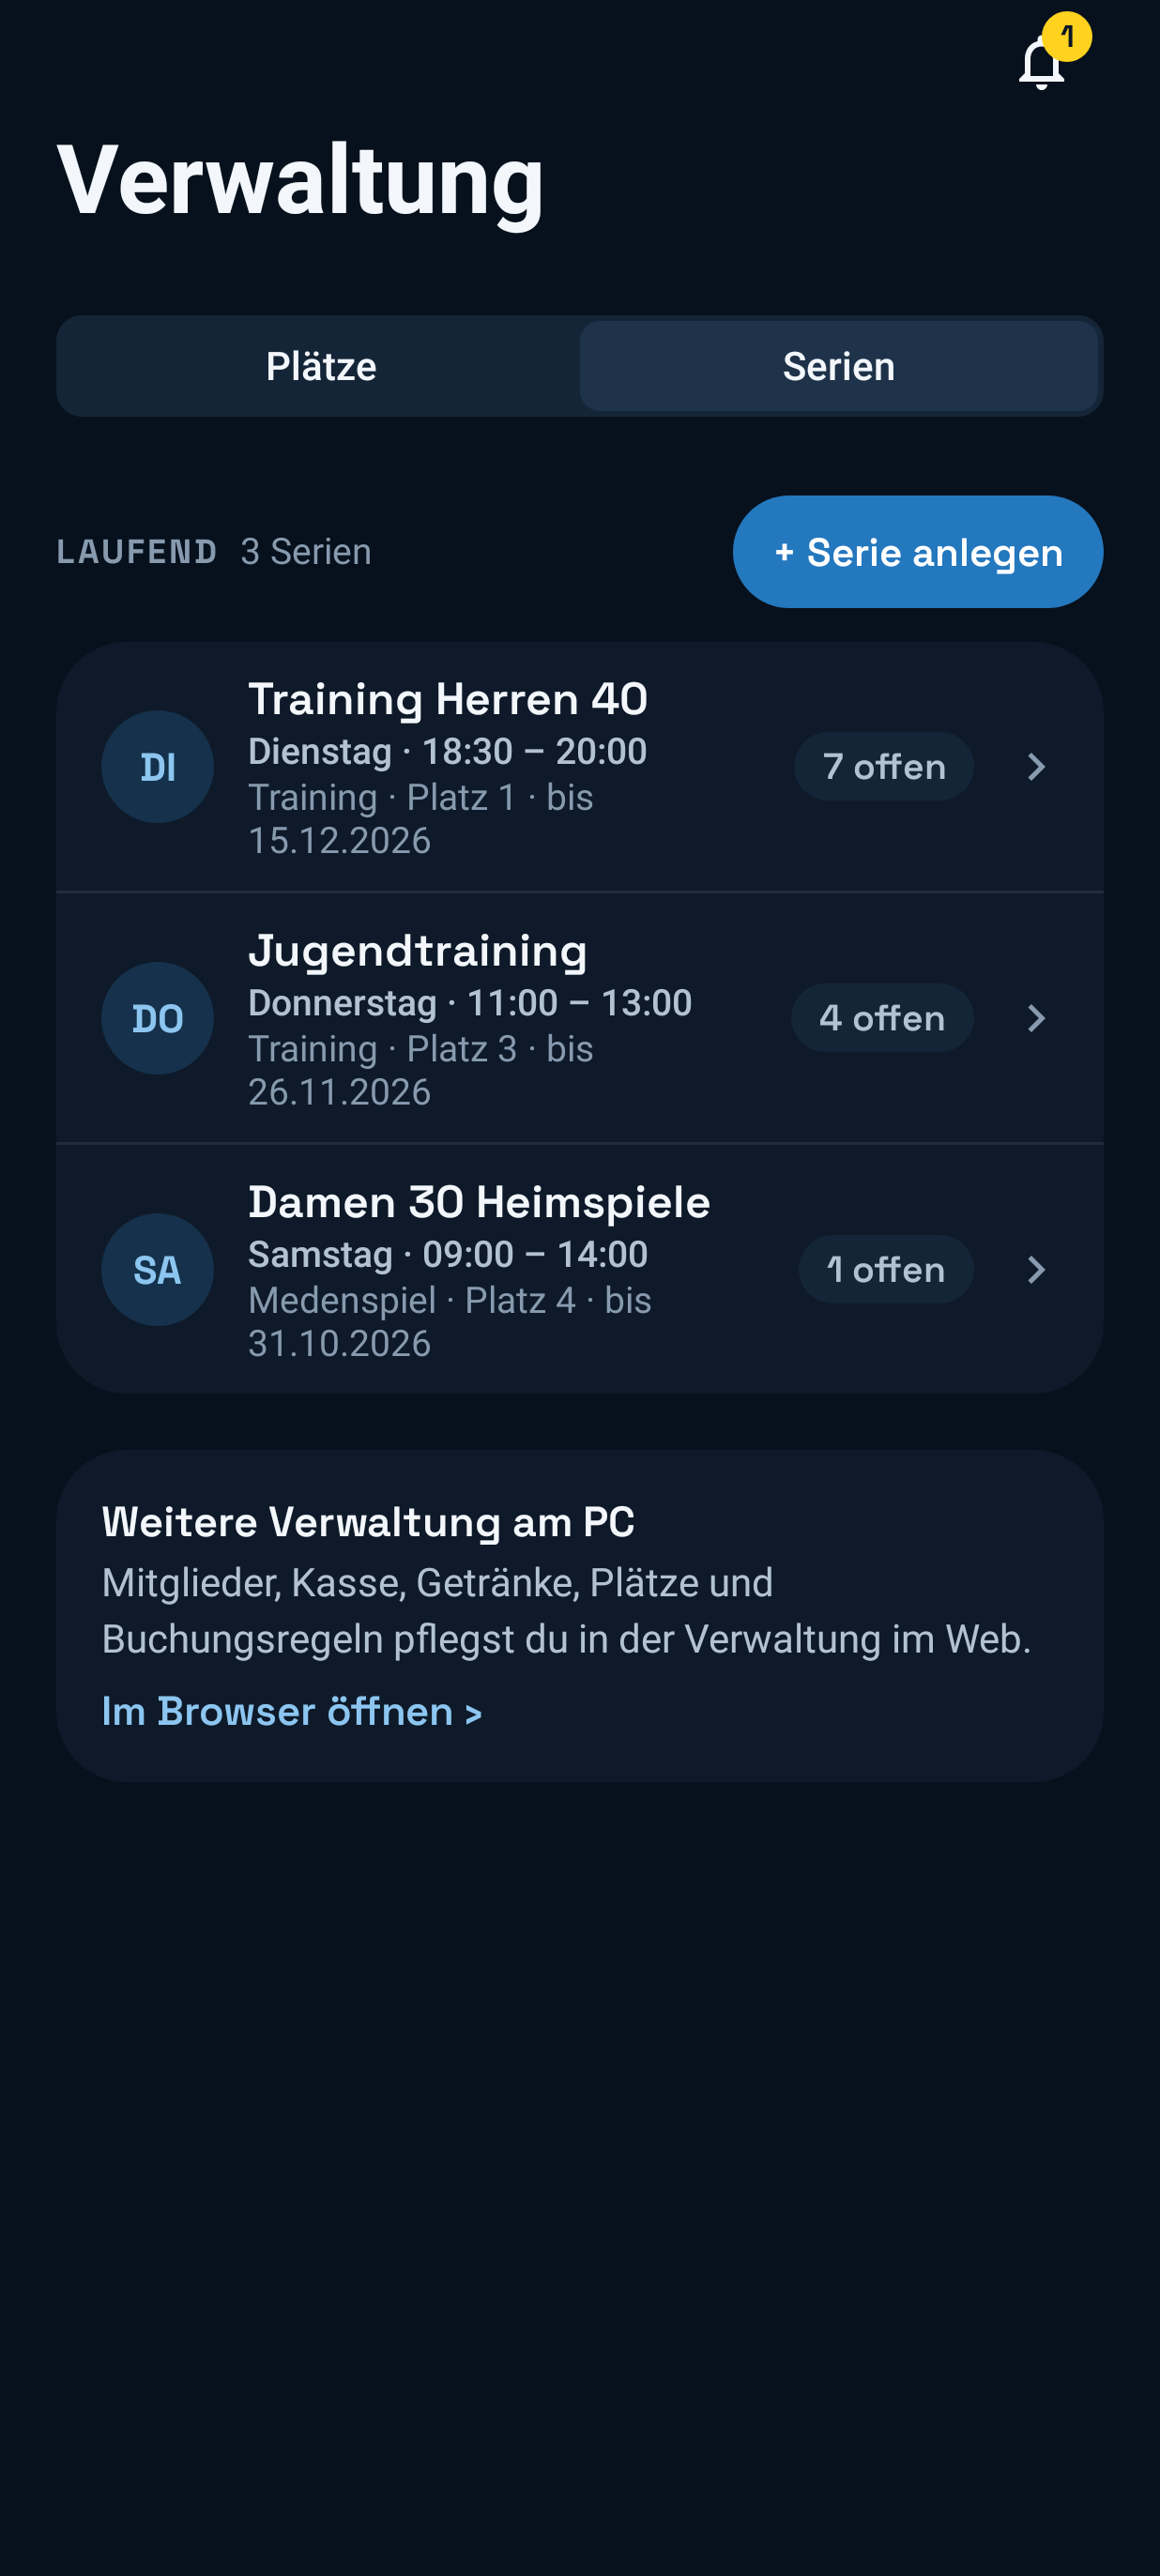 1
Verwaltung
Plätze
Serien
LAUFEND 3 Serien
+ Serie anlegen
DI
Training Herren 40
Dienstag · 18:30 – 20:00
Training · Platz 1 · bis
15.12.2026
7 offen
DO
Jugendtraining
Donnerstag · 11:00 – 13:00
Training · Platz 3 · bis
26.11.2026
4 offen
SA
Damen 30 Heimspiele
Samstag · 09:00 – 14:00
Medenspiel · Platz 4 · bis
31.10.2026
1 offen
Weitere Verwaltung am PC
Mitglieder, Kasse, Getränke, Plätze und
Buchungsregeln pflegst du in der Verwaltung im Web.
Im Browser öffnen >